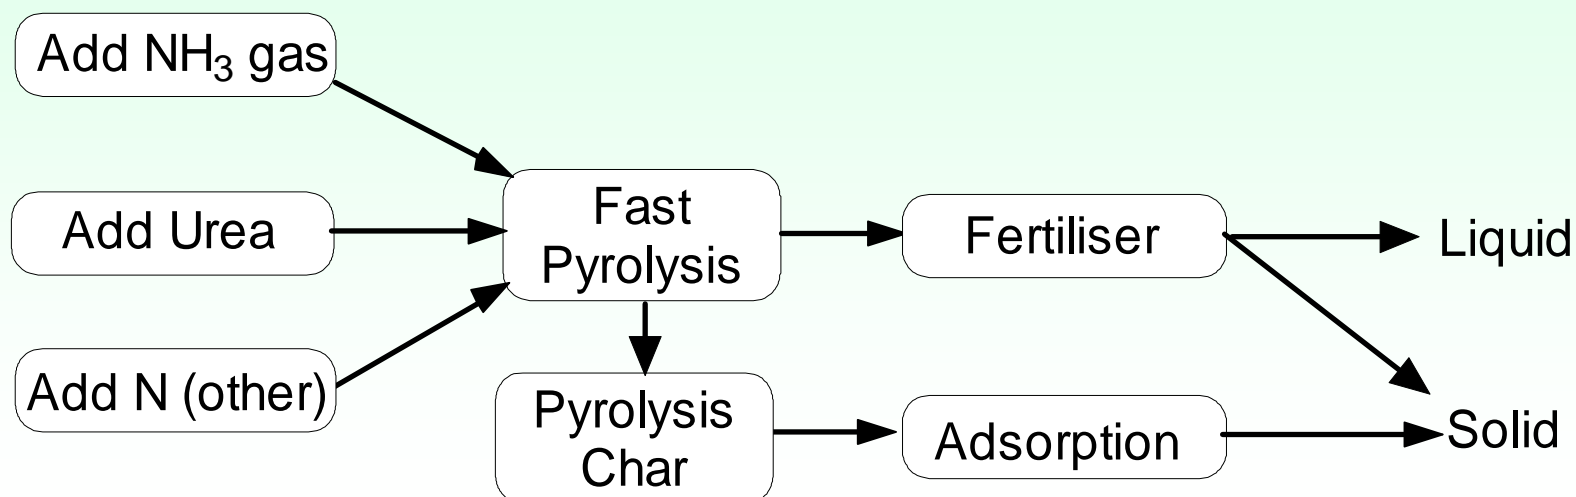 Add NH₃ gas
Add Urea
Add N (other)
Fast
Pyrolysis
Pyrolysis
Char
Fertiliser
Adsorption
Liquid
Solid